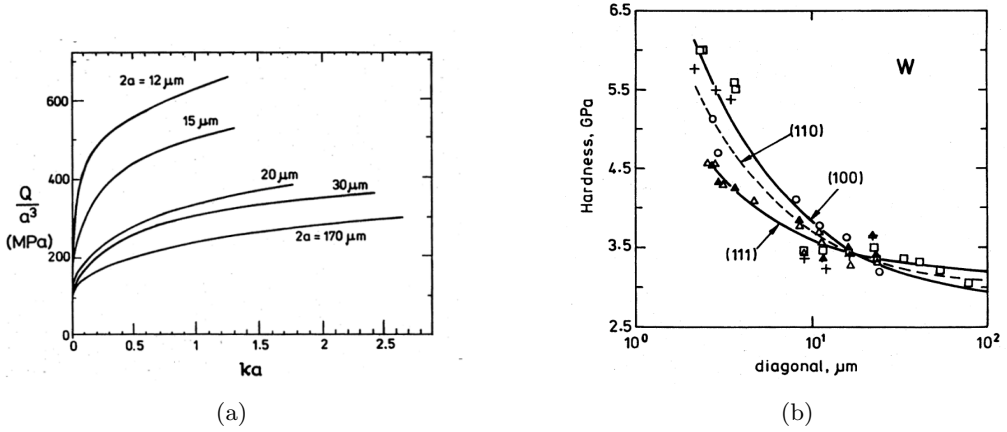 600
400
200
0
Q
a³
(MPa)
2a = 12 µm
15 µm
20 µm
30 µm
2a = 170 µm
0
0.5
1
1.5
2
2.5
ka
(a)
6.5
5.5
4.5
3.5
2.5
Hardness, GPa
W
(110)
(100)
(111)
10⁰
10¹
10²
diagonal, µm
(b)